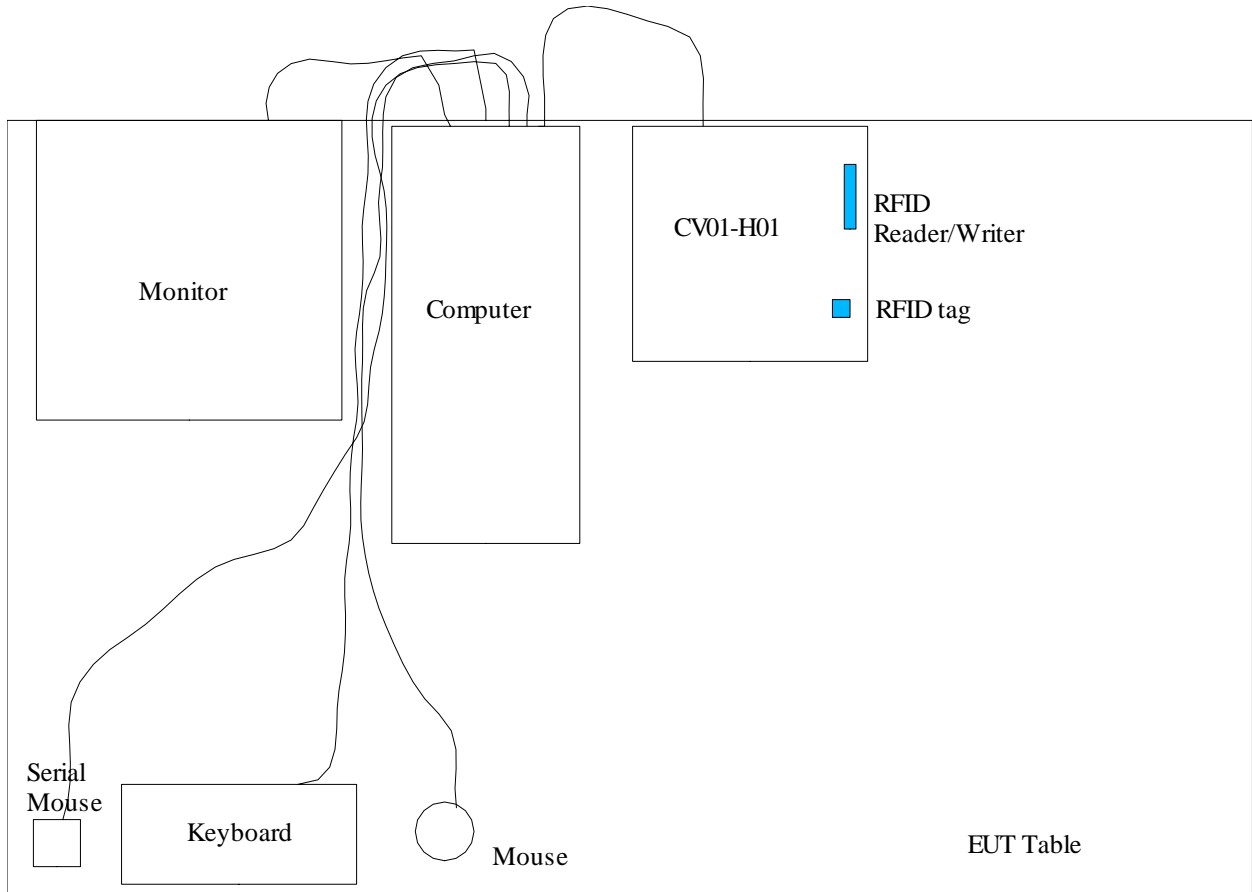 RFID
Reader/Writer
CV01-H01
Monitor
Computer
RFID tag
Serial
Mouse
Keyboard
Mouse
EUT Table